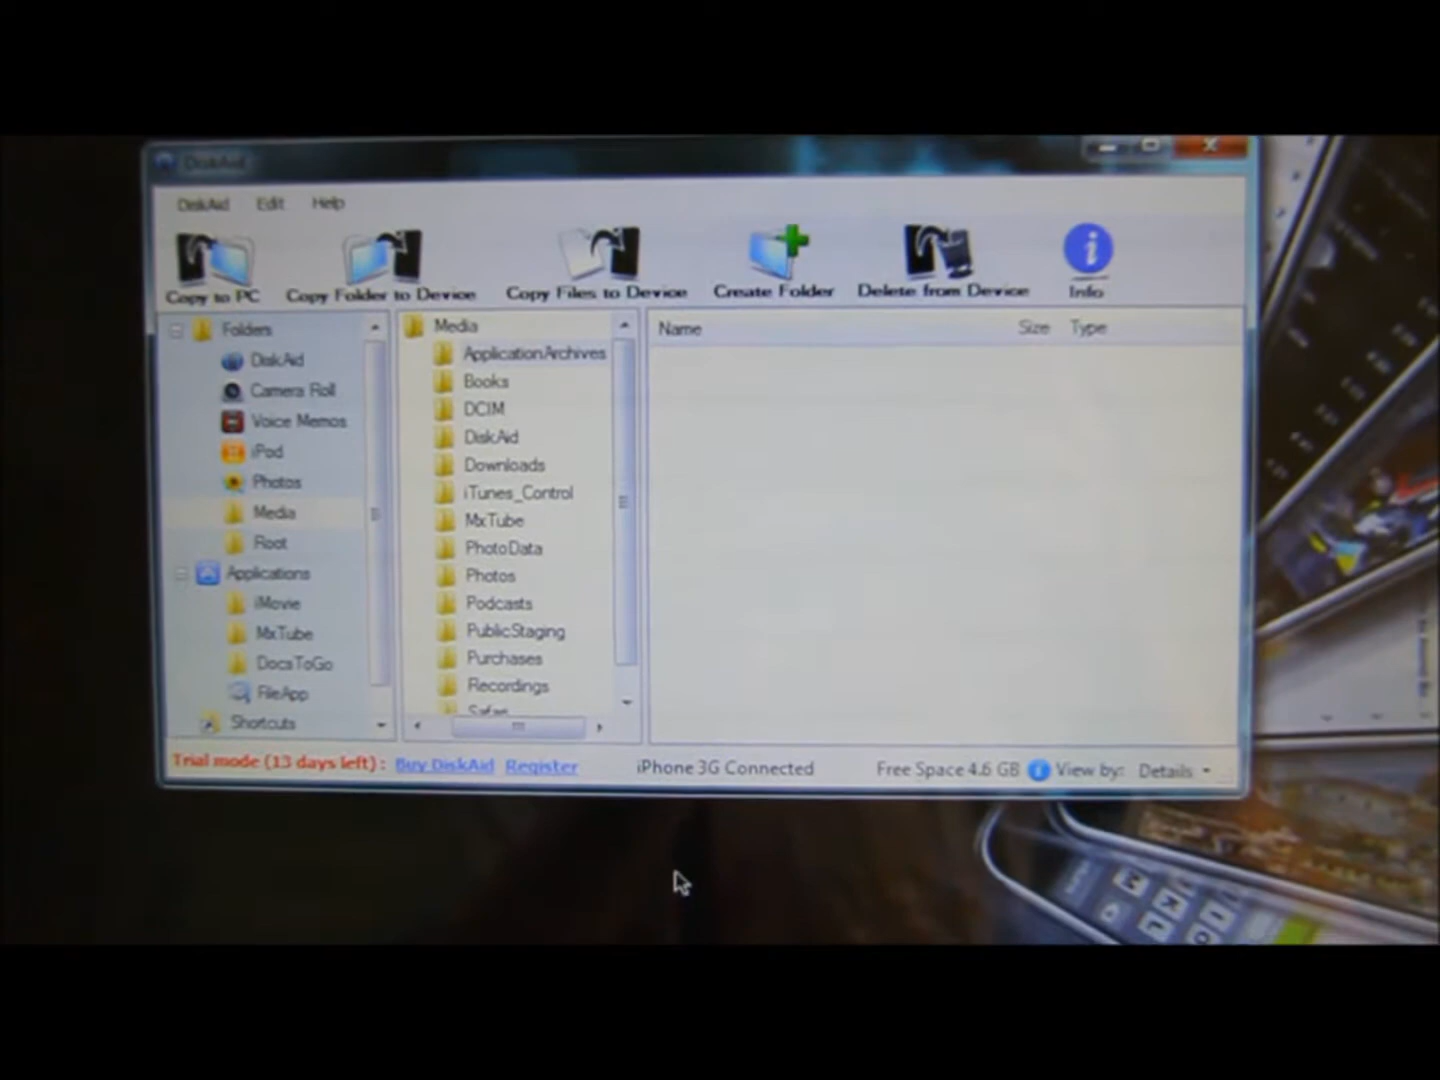 DiskAid
DiskAid Edit Help
Copy to PC Copy Folder to Device Copy Files to Device Create Folder Delete from Device Info
Folders
DiskAid
Camera Roll
Voice Memos
iPod
Photos
Media
Root
Applications
iMovie
MxTube
DocsToGo
FileApp
Shortcuts
Media
ApplicationArchives
Books
DCIM
DiskAid
Downloads
iTunes_Control
MxTube
PhotoData
Photos
Podcasts
PublicStaging
Purchases
Recordings
Safari
Name Size Type
Trial mode (13 days left) : Buy DiskAid Register iPhone 3G Connected Free Space 4.6 GB View by: Details